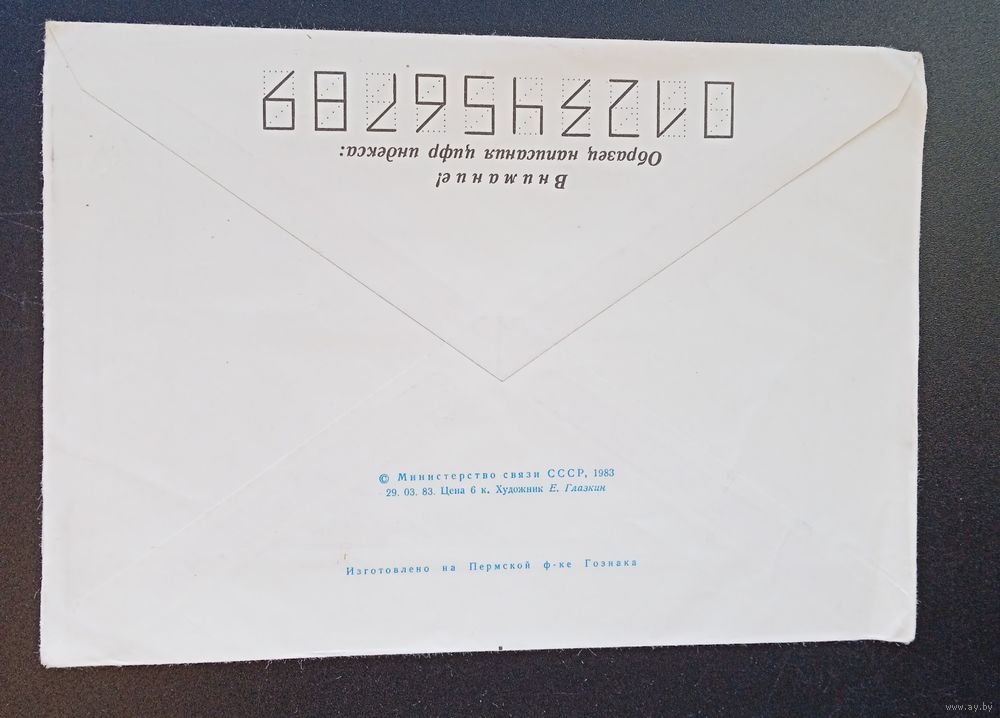 Внимание!
Образец написания цифр индекса:
0123456789
© Министерство связи СССР, 1983
29. 03. 83. Цена 6 к. Художник Е. Глазкин
Изготовлено на Пермской ф-ке Гознака
www.ay.by